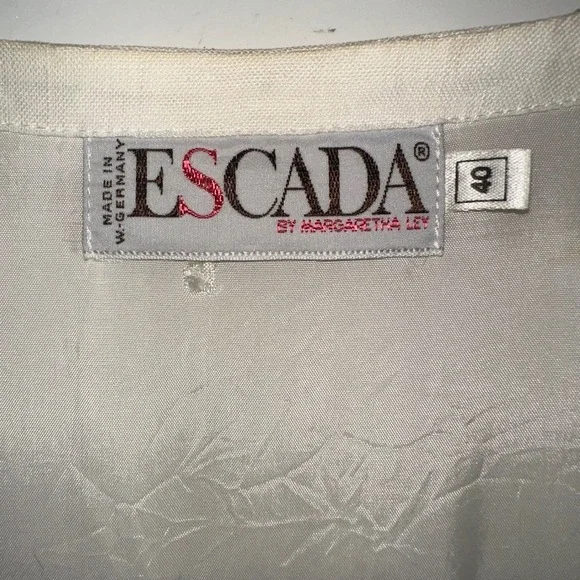 MADE IN
W.-GERMANY
ESCADA®
BY MARGARETHA LEY
40